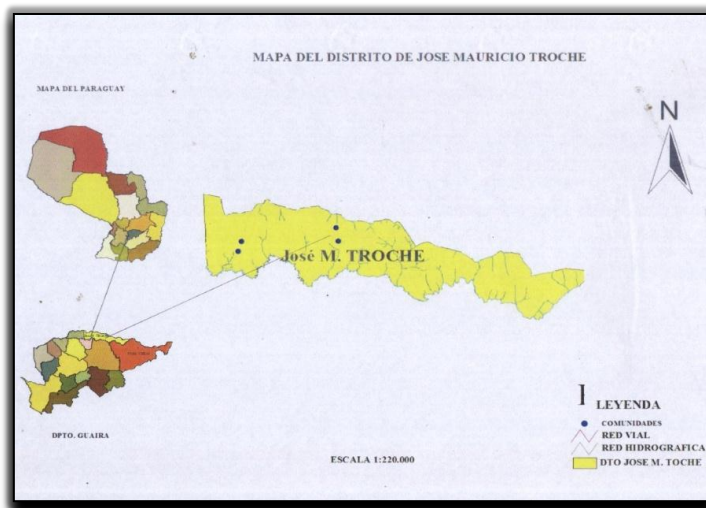 MAPA DEL DISTRITO DE JOSE MAURICIO TROCHE
MAPA DEL PARAGUAY
N
José M. TROCHE
DPTO. GUAIRA
ESCALA 1:220.000
LEYENDA
COMUNIDADES
RED VIAL
RED HIDROGRAFICA
DTO JOSE M. TOCHE